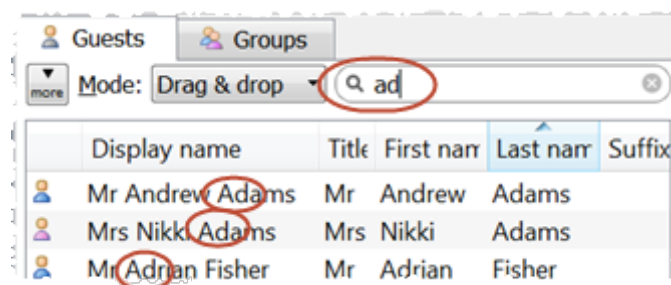 Guests Groups
more Mode: Drag & drop ad
Display name Title First nam Last nam Suffix
Mr Andrew Adams Mr Andrew Adams
Mrs Nikki Adams Mrs Nikki Adams
Mr Adrian Fisher Mr Adrian Fisher